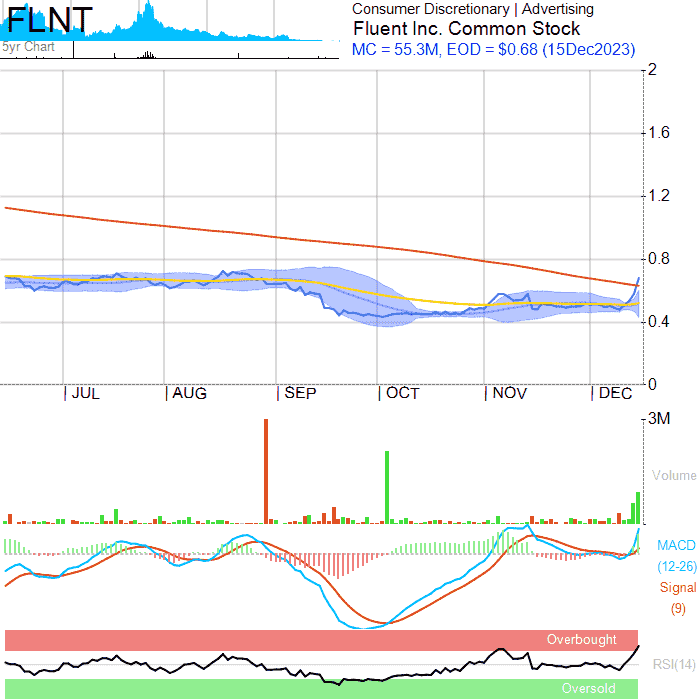 FLNT
5yr Chart
Consumer Discretionary | Advertising
Fluent Inc. Common Stock
MC = 55.3M, EOD = $0.68 (15Dec2023)
2
1.6
1.2
0.8
0.4
0
JUL AUG SEP OCT NOV DEC
3M
Volume
MACD
(12-26)
Signal
(9)
Overbought
RSI(14)
Oversold